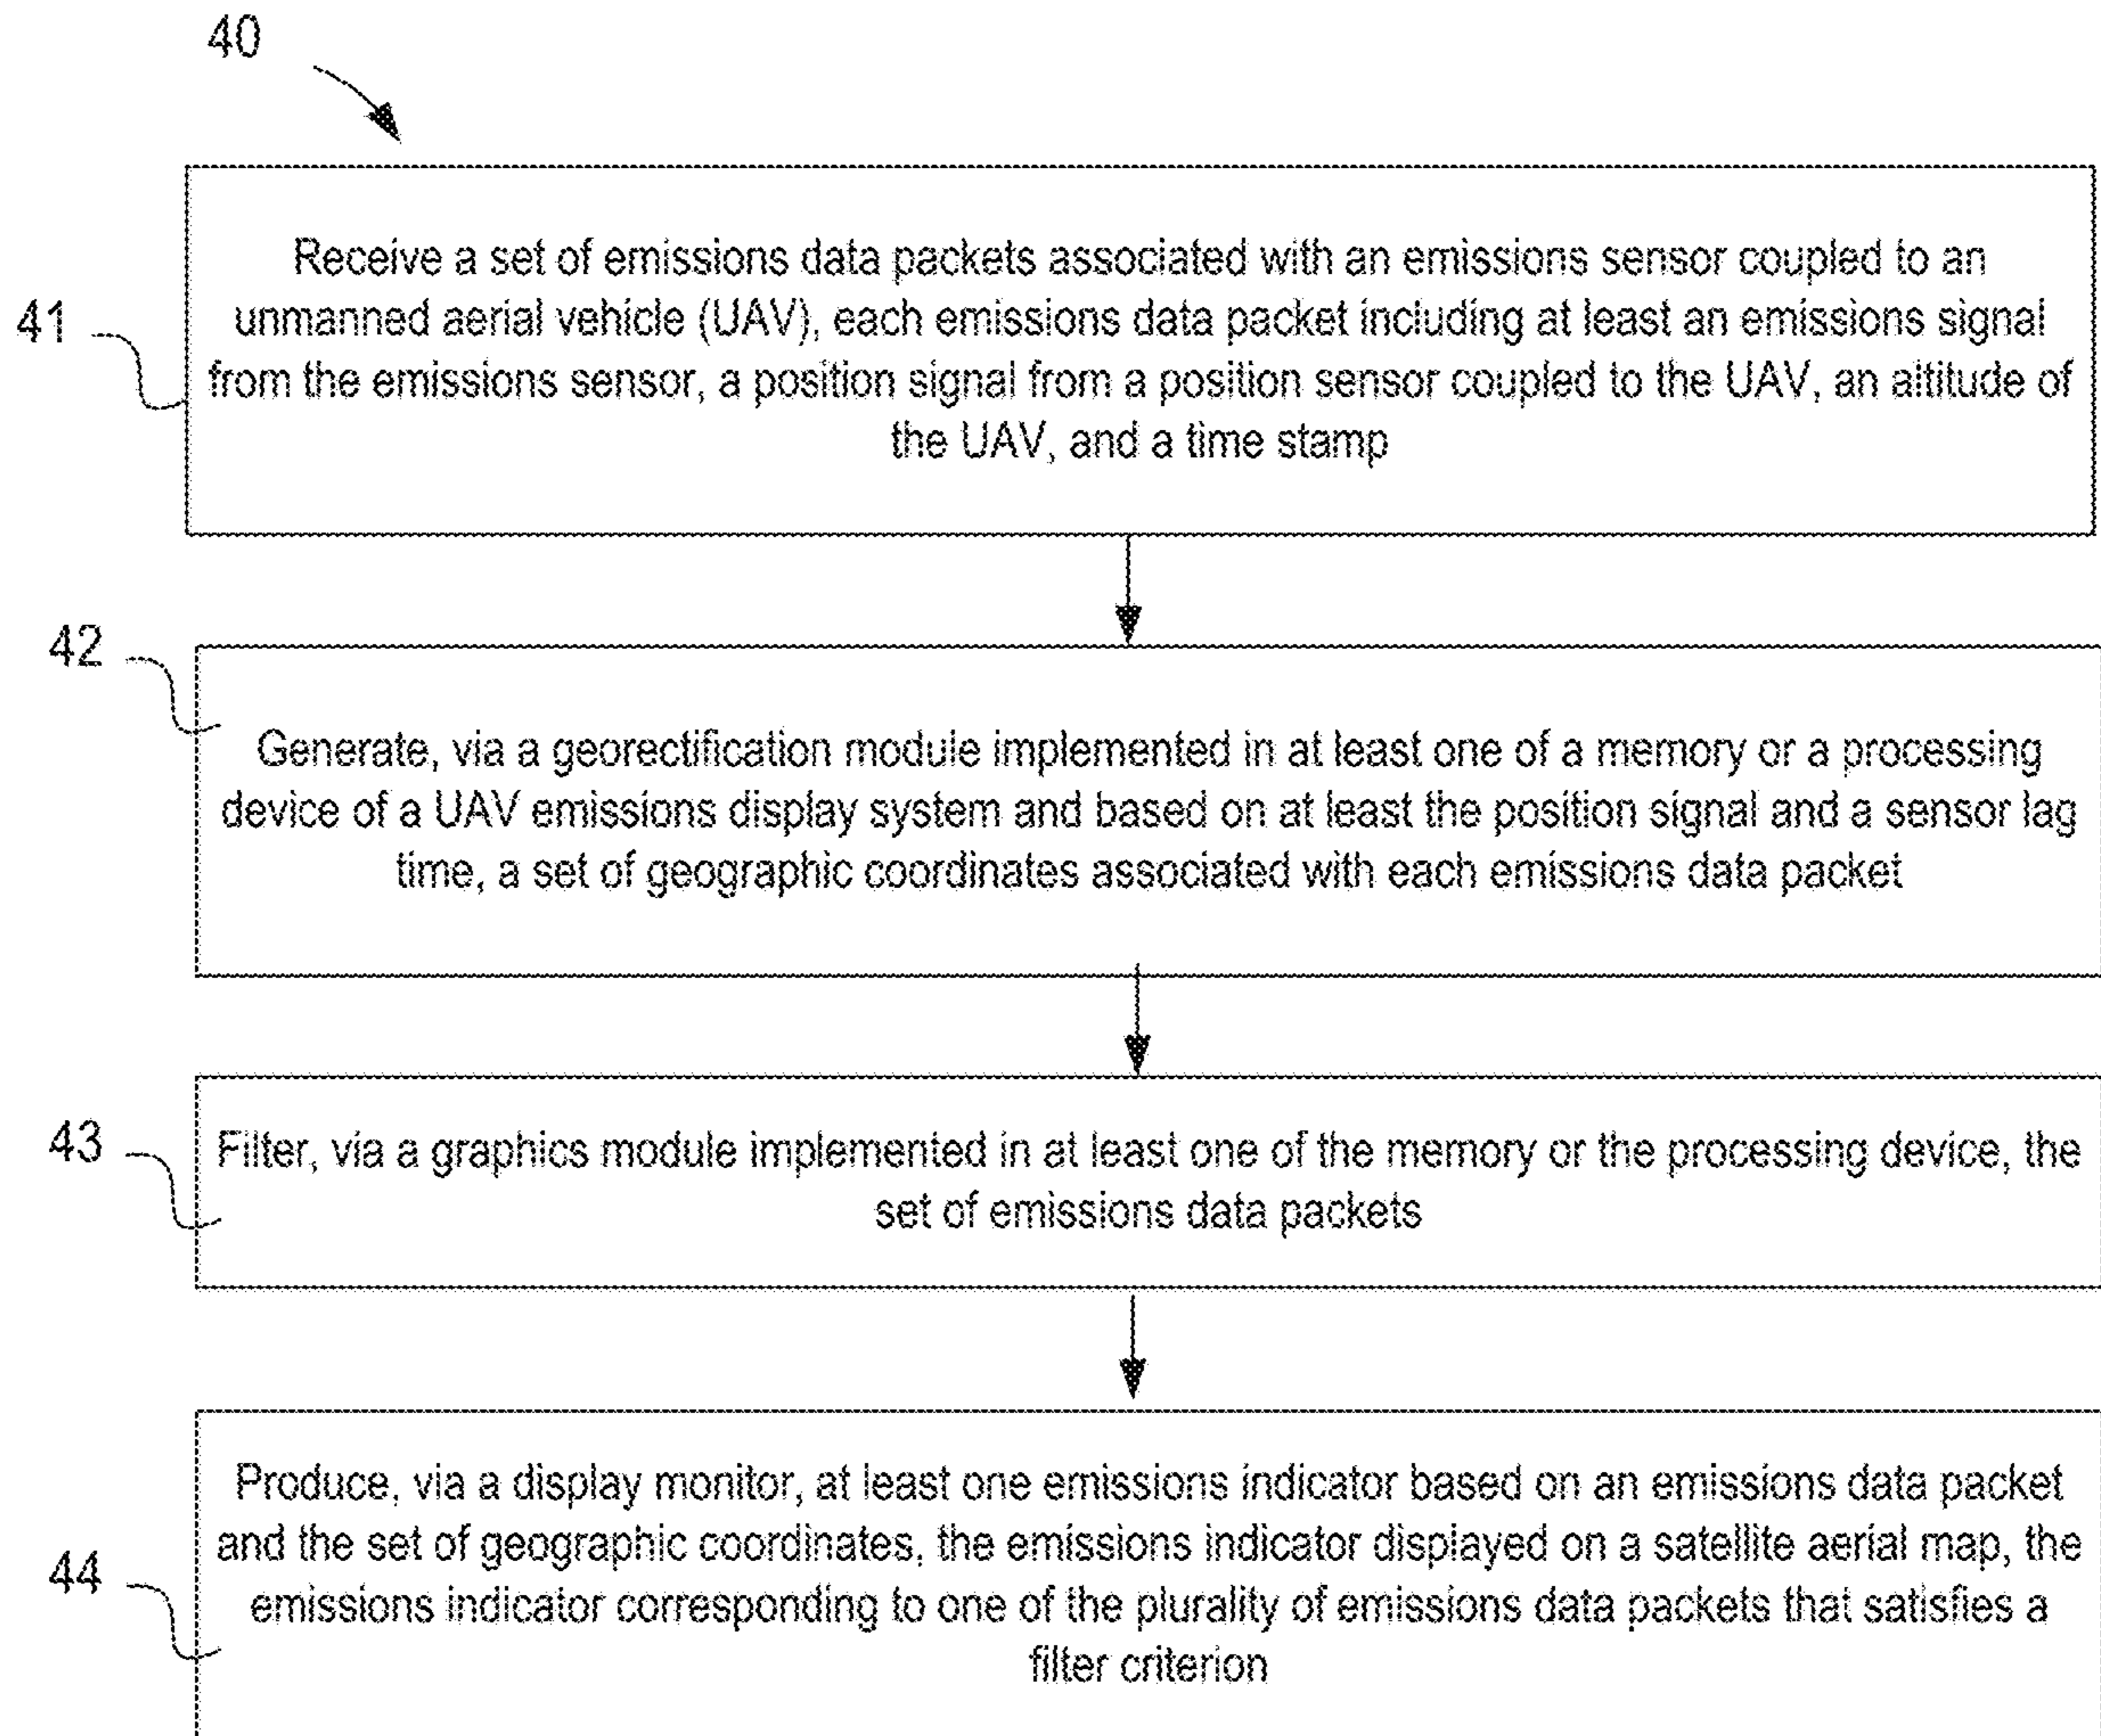 40
41
Receive a set of emissions data packets associated with an emissions sensor coupled to an
unmanned aerial vehicle (UAV), each emissions data packet including at least an emissions signal
from the emissions sensor, a position signal from a position sensor coupled to the UAV, an altitude of
the UAV, and a time stamp
42
Generate, via a georectification module implemented in at least one of a memory or a processing
device of a UAV emissions display system and based on at least the position signal and a sensor lag
time, a set of geographic coordinates associated with each emissions data packet
43
Filter, via a graphics module implemented in at least one of the memory or the processing device, the
set of emissions data packets
44
Produce, via a display monitor, at least one emissions indicator based on an emissions data packet
and the set of geographic coordinates, the emissions indicator displayed on a satellite aerial map, the
emissions indicator corresponding to one of the plurality of emissions data packets that satisfies a
filter criterion